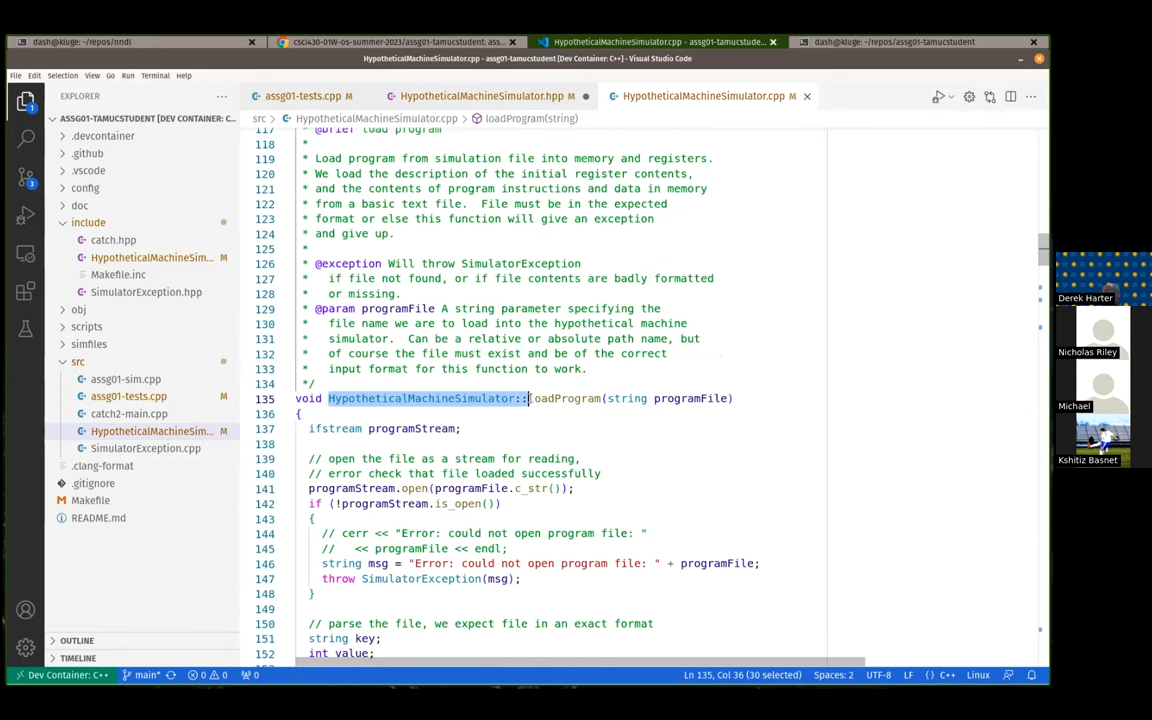 dash@kluge: ~/repos/nndl
csci430-01W-os-summer-2023/assg01-tamucstudent: ass...
HypotheticalMachineSimulator.cpp - assg01-tamucstude...
dash@kluge: ~/repos/assg01-tamucstudent
HypotheticalMachineSimulator.cpp - assg01-tamucstudent [Dev Container: C++] - Visual Studio Code
File Edit Selection View Go Run Terminal Help
EXPLORER
assg01-tests.cpp M
HypotheticalMachineSimulator.hpp M
HypotheticalMachineSimulator.cpp M
src > HypotheticalMachineSimulator.cpp > loadProgram(string)
ASSG01-TAMUCSTUDENT [DEV CONTAINER: C...
.devcontainer
.github
.vscode
config
doc
include
catch.hpp
HypotheticalMachineSim... M
Makefile.inc
SimulatorException.hpp
obj
scripts
simfiles
src
assg01-sim.cpp
assg01-tests.cpp M
catch2-main.cpp
HypotheticalMachineSim... M
SimulatorException.cpp
.clang-format
.gitignore
Makefile
README.md
OUTLINE
TIMELINE
117 * @brief load program
118 *
119 * Load program from simulation file into memory and registers.
120 * We load the description of the initial register contents,
121 * and the contents of program instructions and data in memory
122 * from a basic text file.  File must be in the expected
123 * format or else this function will give an exception
124 * and give up.
125 *
126 * @exception Will throw SimulatorException
127 *   if file not found, or if file contents are badly formatted
128 *   or missing.
129 * @param programFile A string parameter specifying the
130 *   file name we are to load into the hypothetical machine
131 *   simulator.  Can be a relative or absolute path name, but
132 *   of course the file must exist and be of the correct
133 *   input format for this function to work.
134 */
135 void HypotheticalMachineSimulator::loadProgram(string programFile)
136 {
137   ifstream programStream;
138
139   // open the file as a stream for reading,
140   // error check that file loaded successfully
141   programStream.open(programFile.c_str());
142   if (!programStream.is_open())
143   {
144     // cerr << "Error: could not open program file: "
145     //   << programFile << endl;
146     string msg = "Error: could not open program file: " + programFile;
147     throw SimulatorException(msg);
148   }
149
150   // parse the file, we expect file in an exact format
151   string key;
152   int value;
Derek Harter
Nicholas Riley
Michael
Kshitiz Basnet
1
3
Dev Container: C++ main* 0 0 0 Ln 135, Col 36 (30 selected) Spaces: 2 UTF-8 LF {} C++ Linux